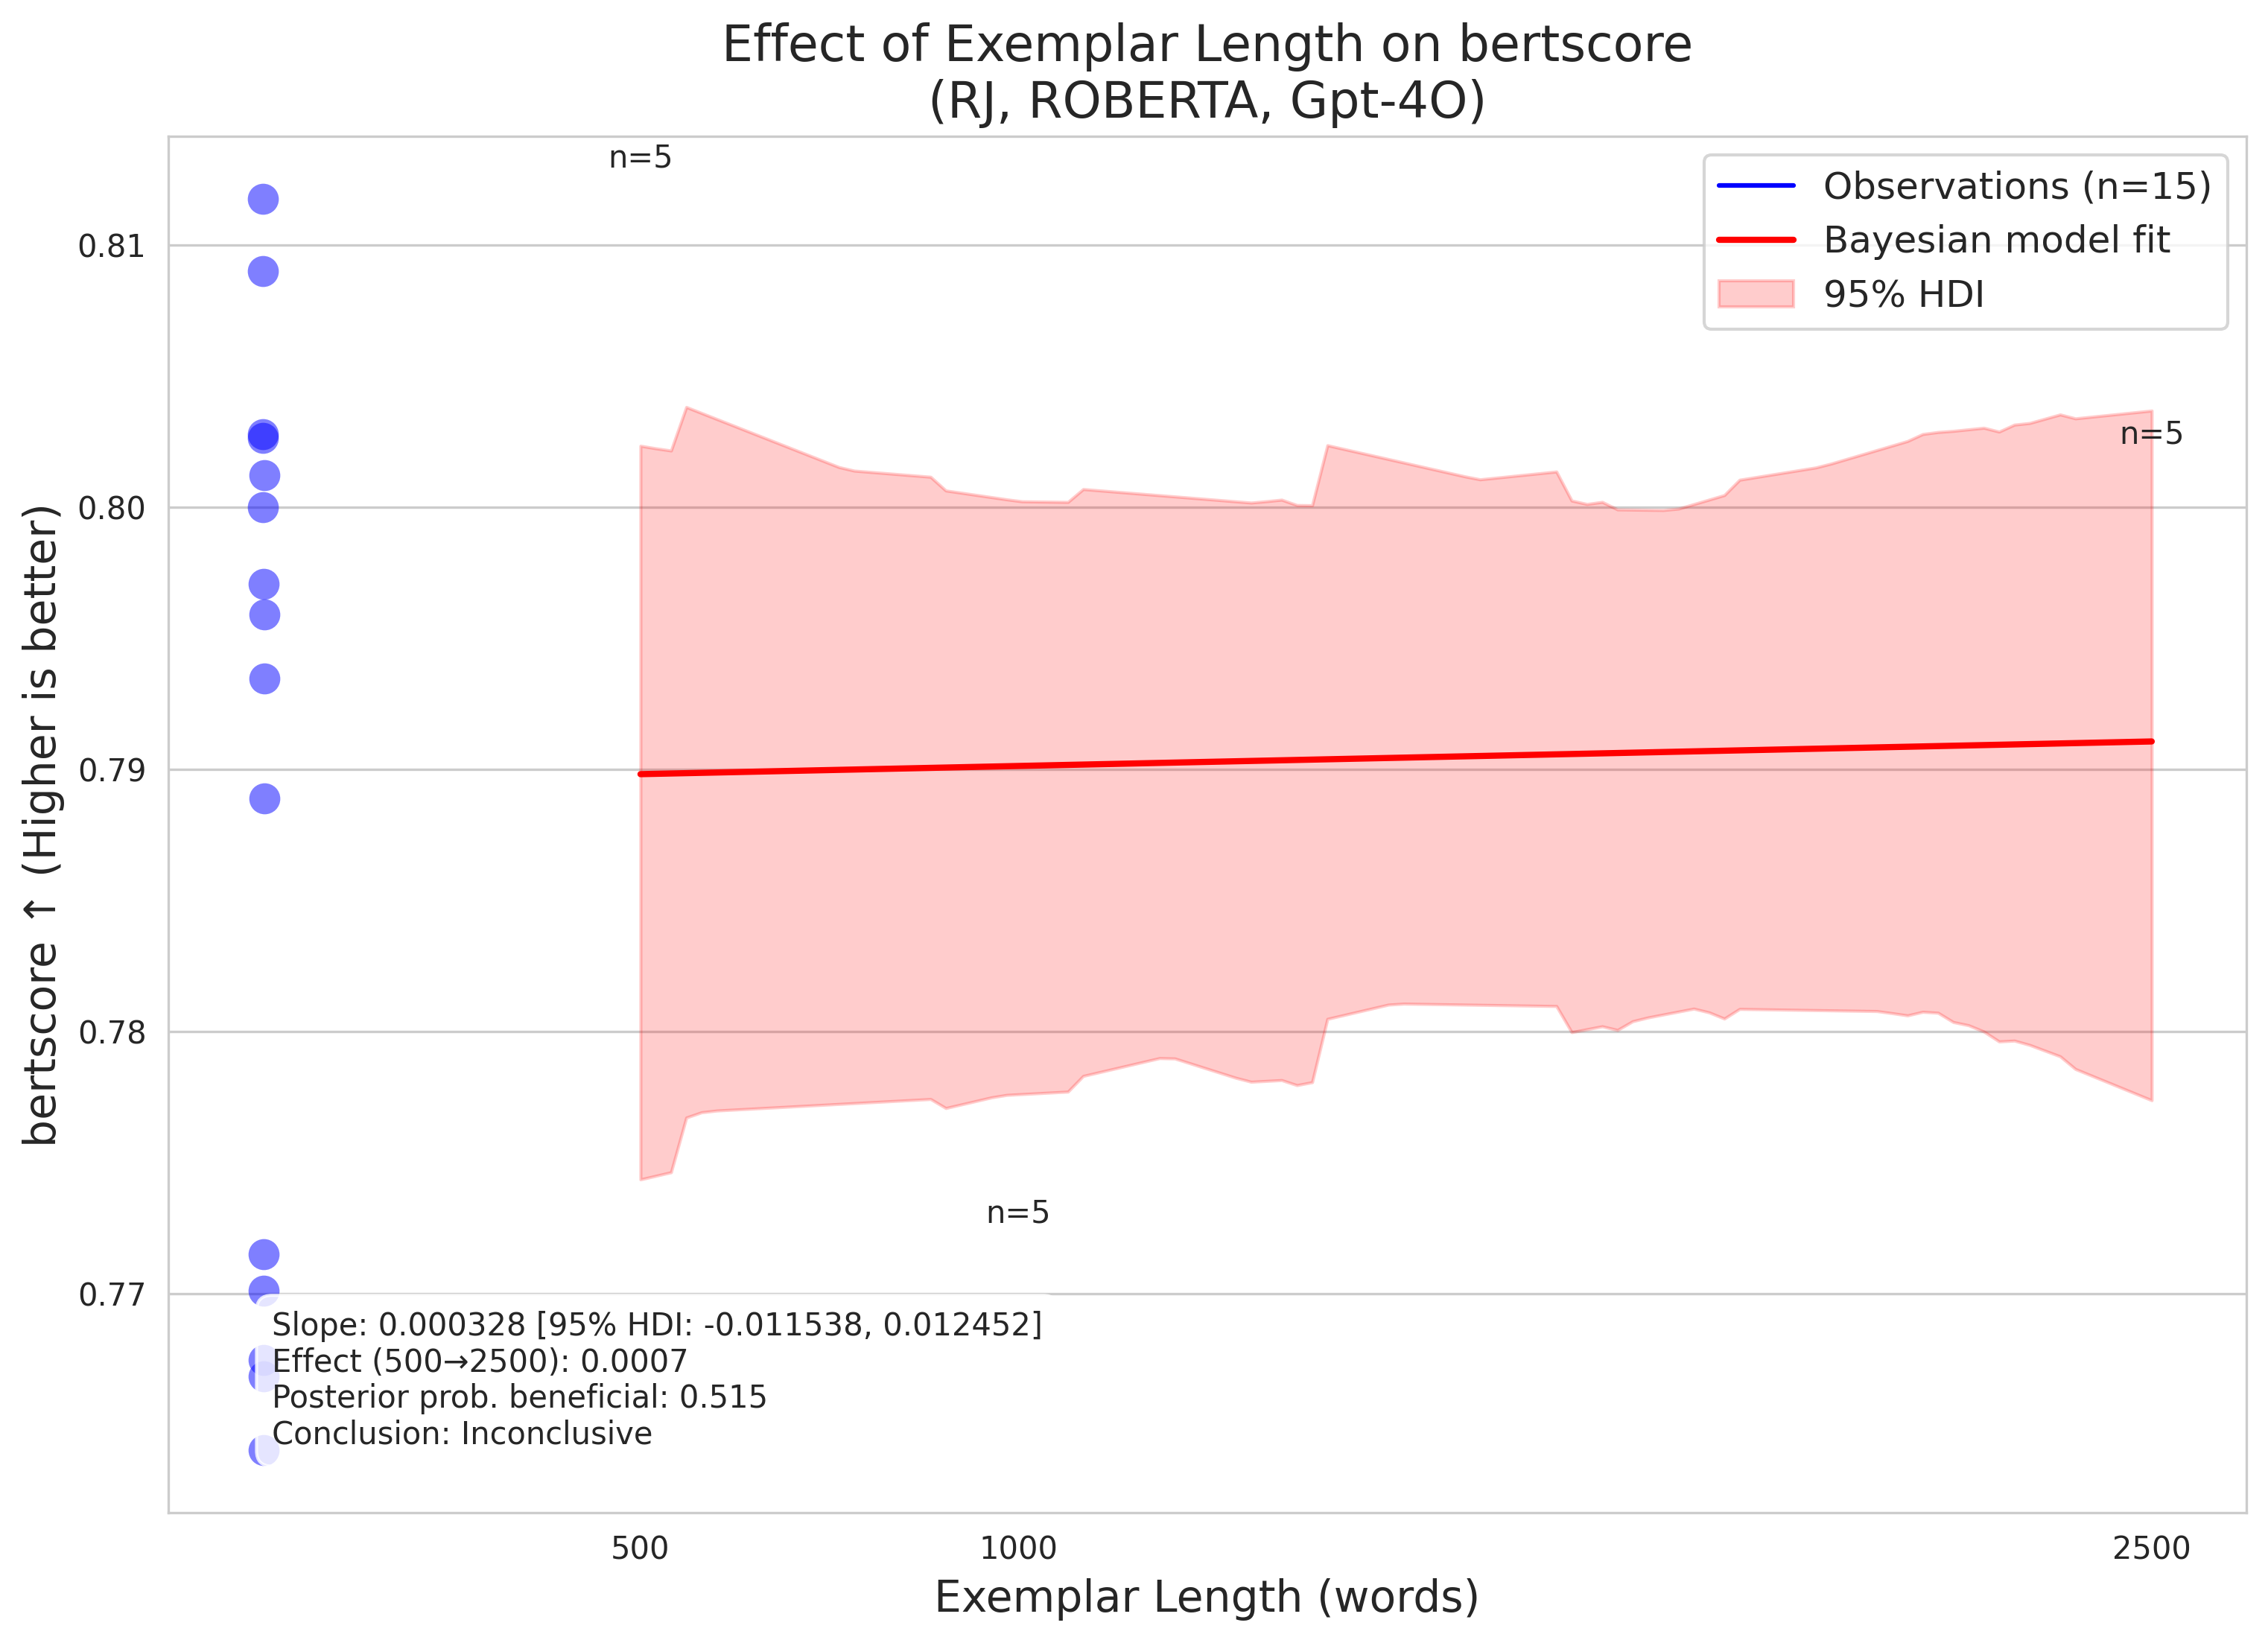 Effect of Exemplar Length on bertscore
(RJ, ROBERTA, Gpt-4O)
n=5
Observations (n=15)
Bayesian model fit
95% HDI
n=5
n=5
0.81
0.80
0.79
0.78
0.77
bertscore ↑ (Higher is better)
Slope: 0.000328 [95% HDI: -0.011538, 0.012452]
Effect (500→2500): 0.0007
Posterior prob. beneficial: 0.515
Conclusion: Inconclusive
500
1000
2500
Exemplar Length (words)